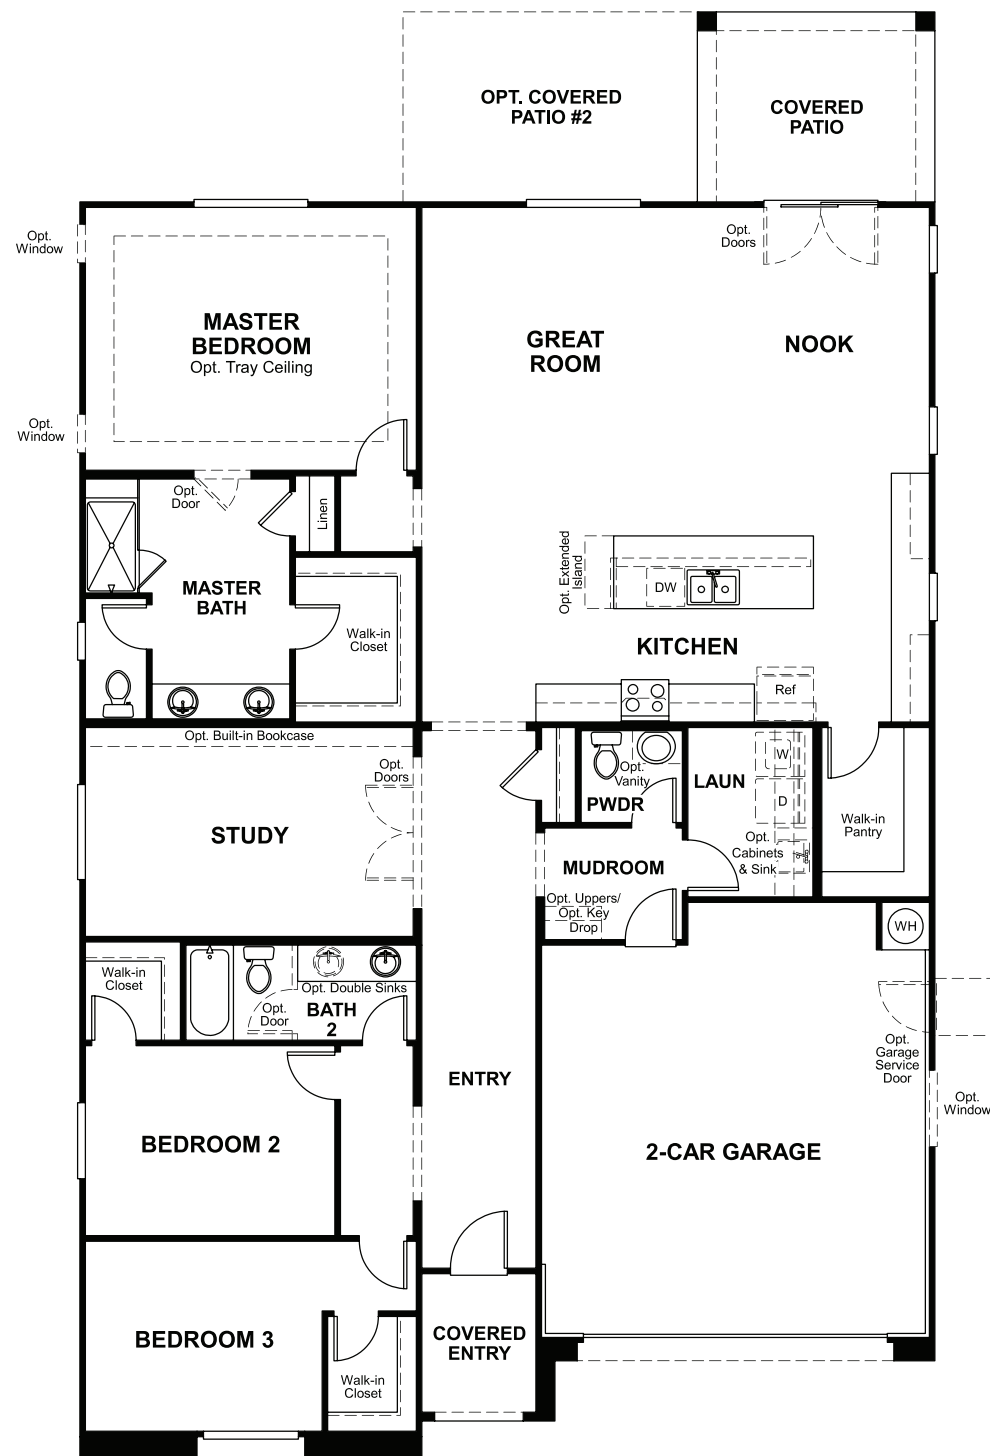 OPT. COVERED
PATIO #2
COVERED
PATIO
Opt.
Window
Opt.
Doors
MASTER
BEDROOM
Opt. Tray Ceiling
GREAT
ROOM
NOOK
Opt.
Window
Opt.
Door
Linen
Opt. Extended
Island
DW
MASTER
BATH
Walk-in
Closet
KITCHEN
Ref
Opt. Built-in Bookcase
Opt.
Doors
STUDY
Opt.
Vanity
PWDR
LAUN
W
D
Opt.
Cabinets
& Sink
Walk-in
Pantry
MUDROOM
Opt. Uppers/
Opt. Key
Drop
WH
Walk-in
Closet
Opt. Double Sinks
Opt.
Door
BATH
2
Opt.
Garage
Service
Door
ENTRY
Opt.
Window
BEDROOM 2
2-CAR GARAGE
BEDROOM 3
COVERED
ENTRY
Walk-in
Closet